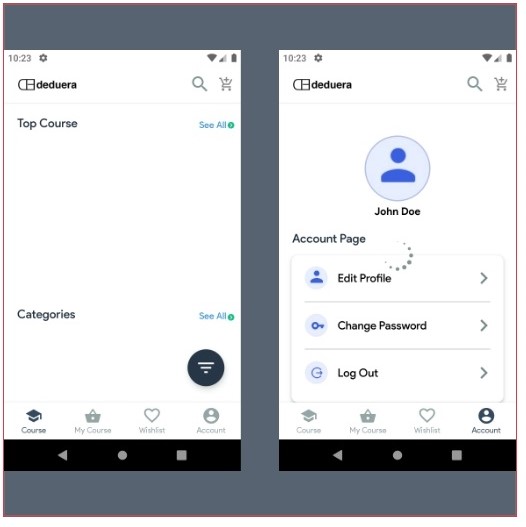 10:23
deduera
Top Course
See All
Categories
See All
Course
My Course
Wishlist
Account
10:23
deduera
John Doe
Account Page
Edit Profile
Change Password
Log Out
Course
My Course
Wishlist
Account